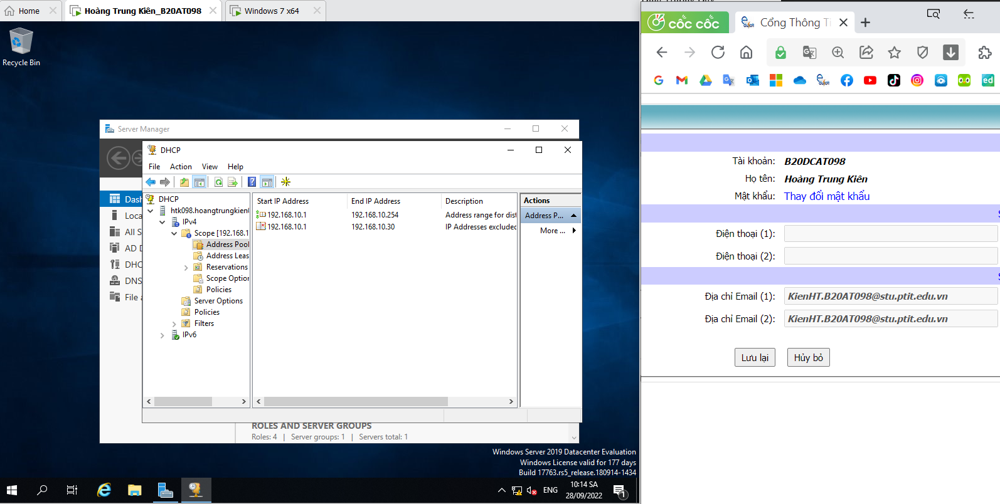 Home
Hoàng Trung Kiên_B20AT098
Windows 7 x64
Recycle Bin
Server Manager
DHCP
File Action View Help
Dash
Loca
All S
AD D
DHC
DNS
File a
DHCP
htk098.hoangtrungkien
IPv4
Scope [192.168.1
Address Pool
Address Leas
Reservations
Scope Option
Policies
Server Options
Policies
Filters
IPv6
Start IP Address End IP Address Description
192.168.10.1 192.168.10.254 Address range for dist
192.168.10.1 192.168.10.30 IP Addresses excluded
Actions
Address P...
More ...
ROLES AND SERVER GROUPS
Roles: 4 | Server groups: 1 | Servers total: 1
Windows Server 2019 Datacenter Evaluation
Windows License valid for 177 days
Build 17763.rs5_release.180914-1434
ENG
10:14 SA
28/09/2022
1
cốc cốc
Cổng Thông Ti
Tài khoản: B20DCAT098
Họ tên: Hoàng Trung Kiên
Mật khẩu: Thay đổi mật khẩu
Điện thoại (1):
Điện thoại (2):
Địa chỉ Email (1): KienHT.B20AT098@stu.ptit.edu.vn
Địa chỉ Email (2): KienHT.B20AT098@stu.ptit.edu.vn
Lưu lại
Hủy bỏ